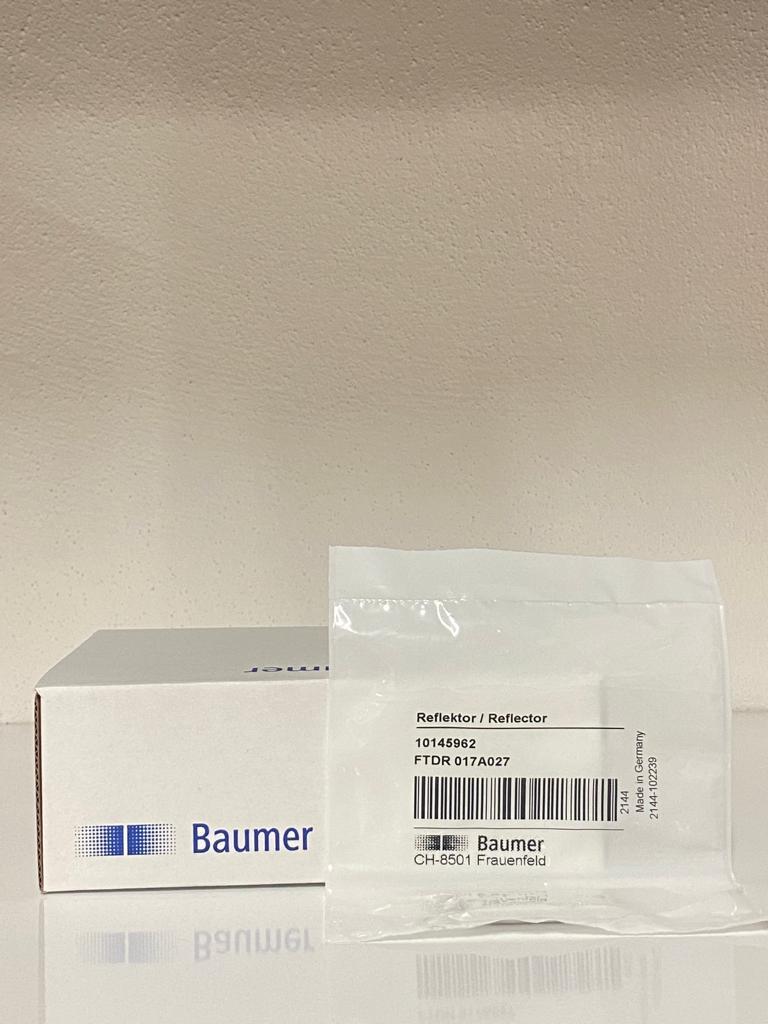 Baumer
Reflektor / Reflector
10145962
FTDR 017A027
2144
Made in Germany
2144-102239
Baumer
CH-8501 Frauenfeld